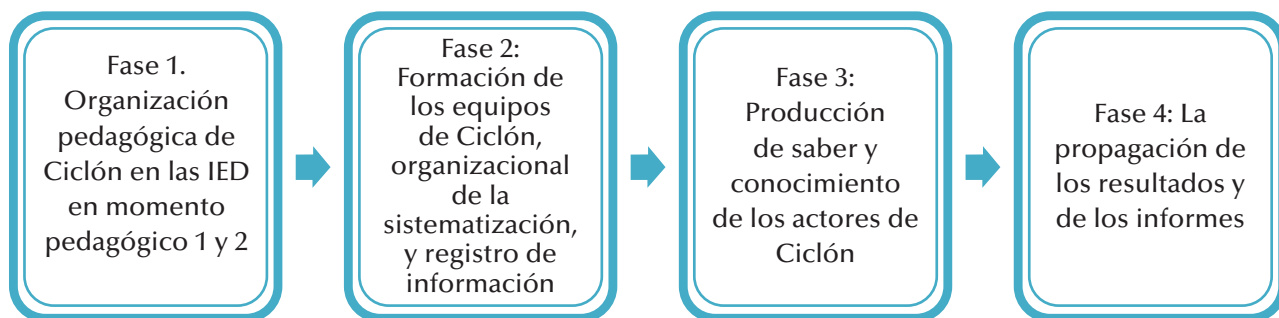 Fase 1.
Organización
pedagógica de
Ciclón en las IED
en momento
pedagógico 1 y 2
Fase 2:
Formación de
los equipos
de Ciclón,
organizacional
de la
sistematización,
y registro de
información
Fase 3:
Producción
de saber y
conocimiento
de los actores de
Ciclón
Fase 4: La
propagación de
los resultados y
de los informes